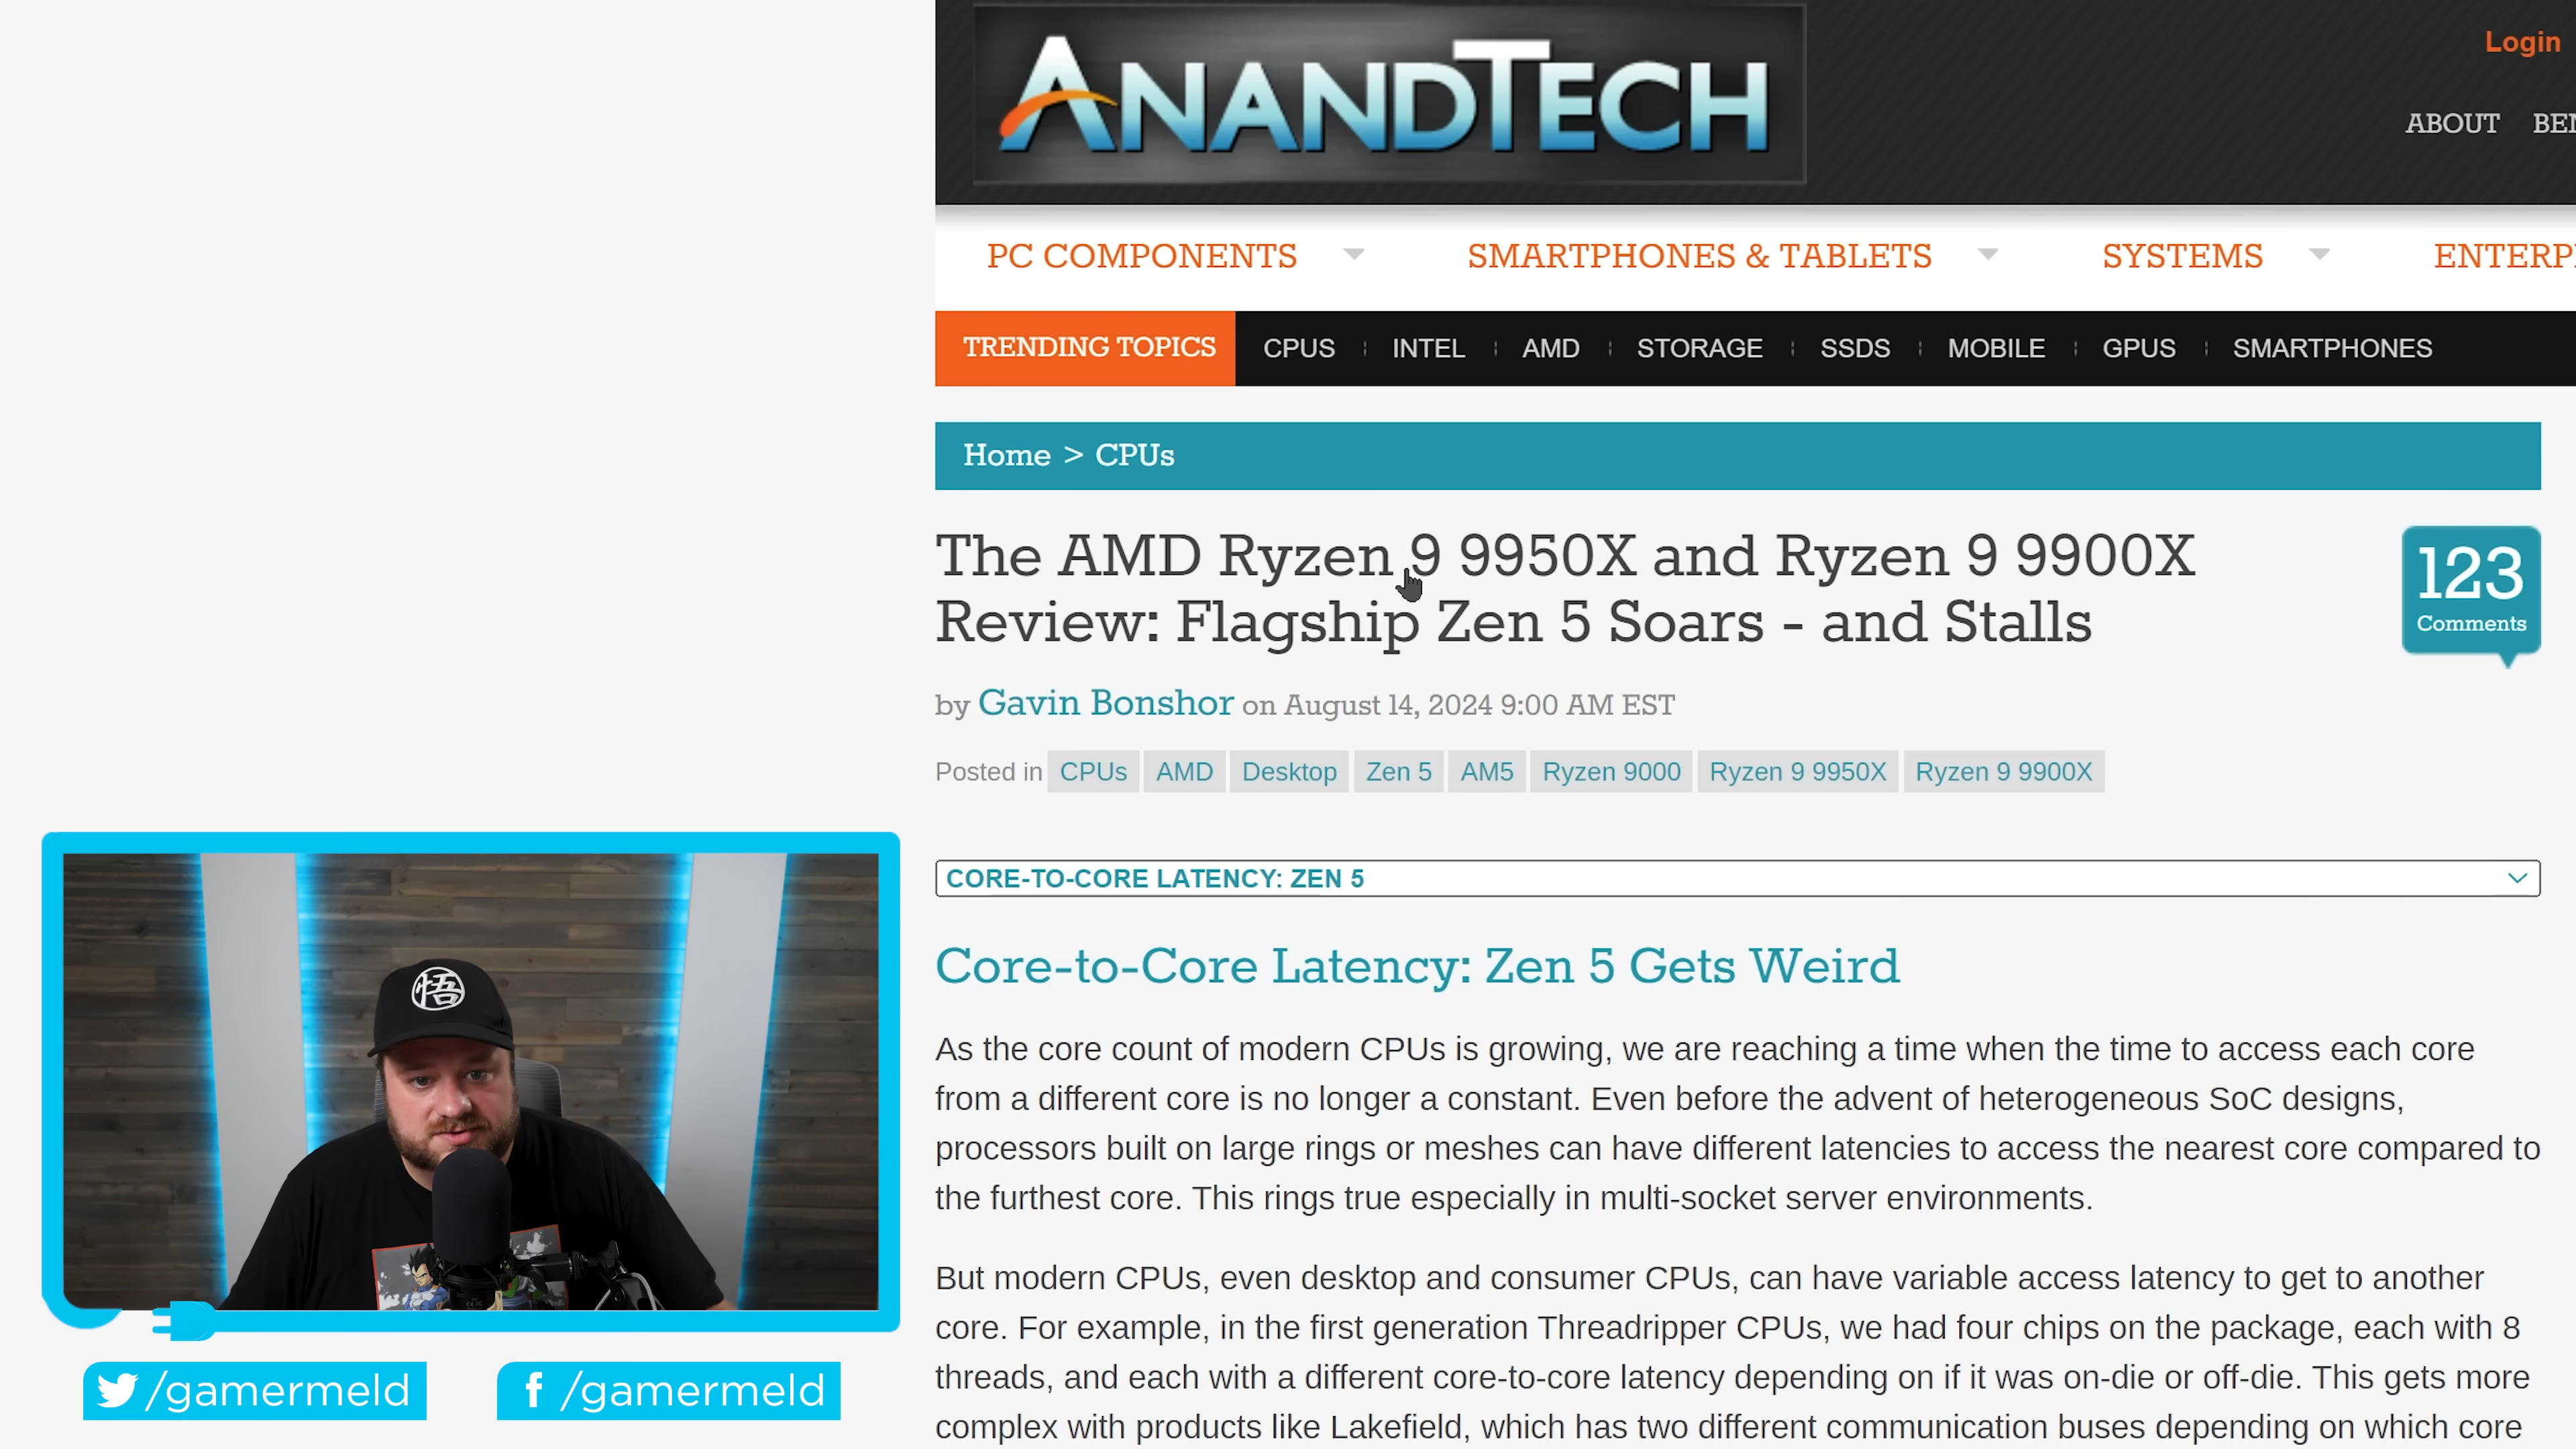 ANANDTECH
Login
ABOUT
PC COMPONENTS
SMARTPHONES & TABLETS
SYSTEMS
TRENDING TOPICS
CPUS
INTEL
AMD
STORAGE
SSDS
MOBILE
GPUS
SMARTPHONES
Home > CPUs
The AMD Ryzen 9 9950X and Ryzen 9 9900X
Review: Flagship Zen 5 Soars - and Stalls
123
Comments
by Gavin Bonshor on August 14, 2024 9:00 AM EST
Posted in CPUs AMD Desktop Zen 5 AM5 Ryzen 9000 Ryzen 9 9950X Ryzen 9 9900X
CORE-TO-CORE LATENCY: ZEN 5
Core-to-Core Latency: Zen 5 Gets Weird
As the core count of modern CPUs is growing, we are reaching a time when the time to access each core
from a different core is no longer a constant. Even before the advent of heterogeneous SoC designs,
processors built on large rings or meshes can have different latencies to access the nearest core compared to
the furthest core. This rings true especially in multi-socket server environments.
But modern CPUs, even desktop and consumer CPUs, can have variable access latency to get to another
core. For example, in the first generation Threadripper CPUs, we had four chips on the package, each with 8
threads, and each with a different core-to-core latency depending on if it was on-die or off-die. This gets more
complex with products like Lakefield, which has two different communication buses depending on which core
悟
/gamermeld
/gamermeld